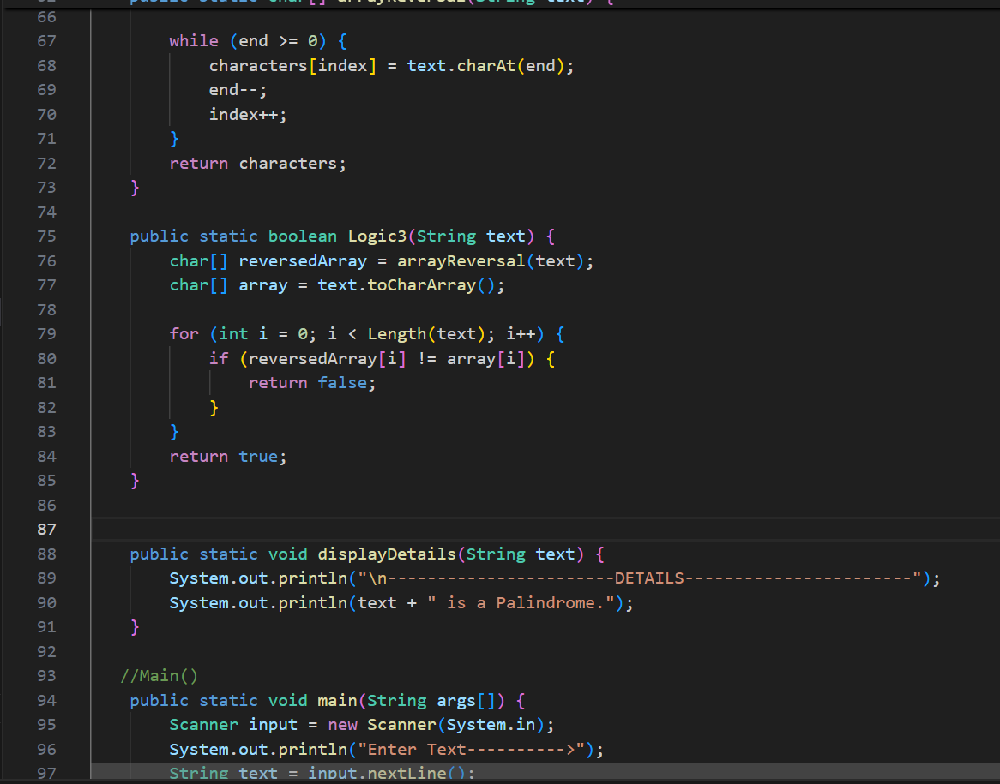 public static char[] arrayReversal(String text) {
66
67 while (end >= 0) {
68 characters[index] = text.charAt(end);
69 end--;
70 index++;
71 }
72 return characters;
73 }
74
75 public static boolean Logic3(String text) {
76 char[] reversedArray = arrayReversal(text);
77 char[] array = text.toCharArray();
78
79 for (int i = 0; i < Length(text); i++) {
80 if (reversedArray[i] != array[i]) {
81 return false;
82 }
83 }
84 return true;
85 }
86
87
88 public static void displayDetails(String text) {
89 System.out.println("\n-----------------------DETAILS-----------------------");
90 System.out.println(text + " is a Palindrome.");
91 }
92
93 //Main()
94 public static void main(String args[]) {
95 Scanner input = new Scanner(System.in);
96 System.out.println("Enter Text---------->");
97 String text = input.nextLine();